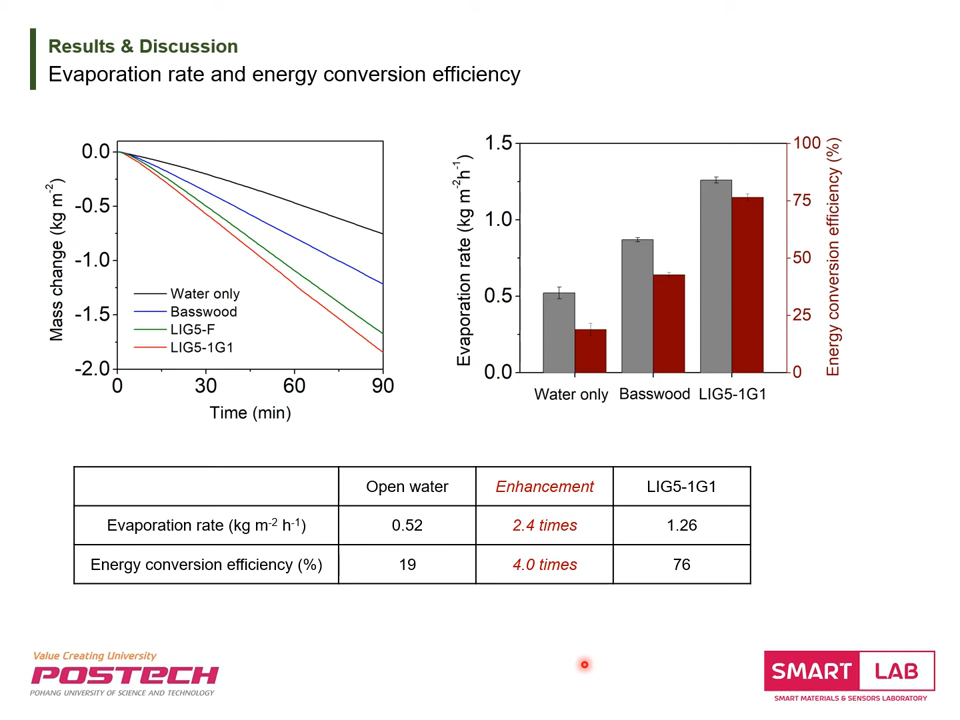 Results & Discussion
Evaporation rate and energy conversion efficiency
0.0
-0.5
-1.0
-1.5
-2.0
Mass change (kg m-2)
Water only
Basswood
LIG5-F
LIG5-1G1
0 30 60 90
Time (min)
1.5
1.0
0.5
0.0
Evaporation rate (kg m-2h-1)
100
75
50
25
0
Energy conversion efficiency (%)
Water only Basswood LIG5-1G1
Open water Enhancement LIG5-1G1
Evaporation rate (kg m-2 h-1) 0.52 2.4 times 1.26
Energy conversion efficiency (%) 19 4.0 times 76
Value Creating University
POSTECH
POHANG UNIVERSITY OF SCIENCE AND TECHNOLOGY
SMART LAB
SMART MATERIALS & SENSORS LABORATORY